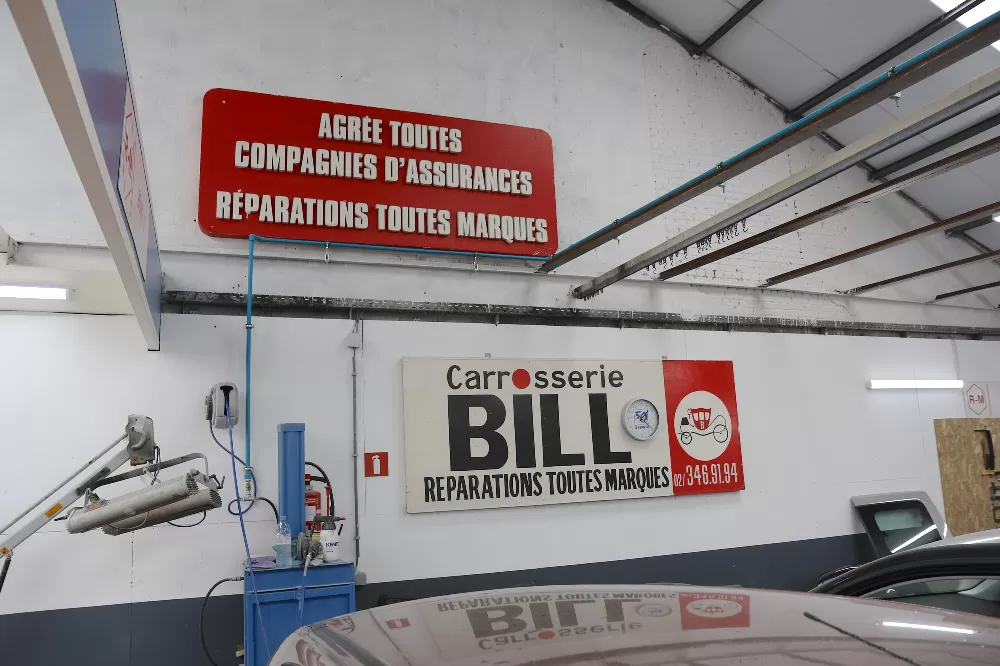 AGRÉE TOUTES
COMPAGNIES D'ASSURANCES
RÉPARATIONS TOUTES MARQUES
Carrosserie
BILL
REPARATIONS TOUTES MARQUES
02/346.91.94
R-M